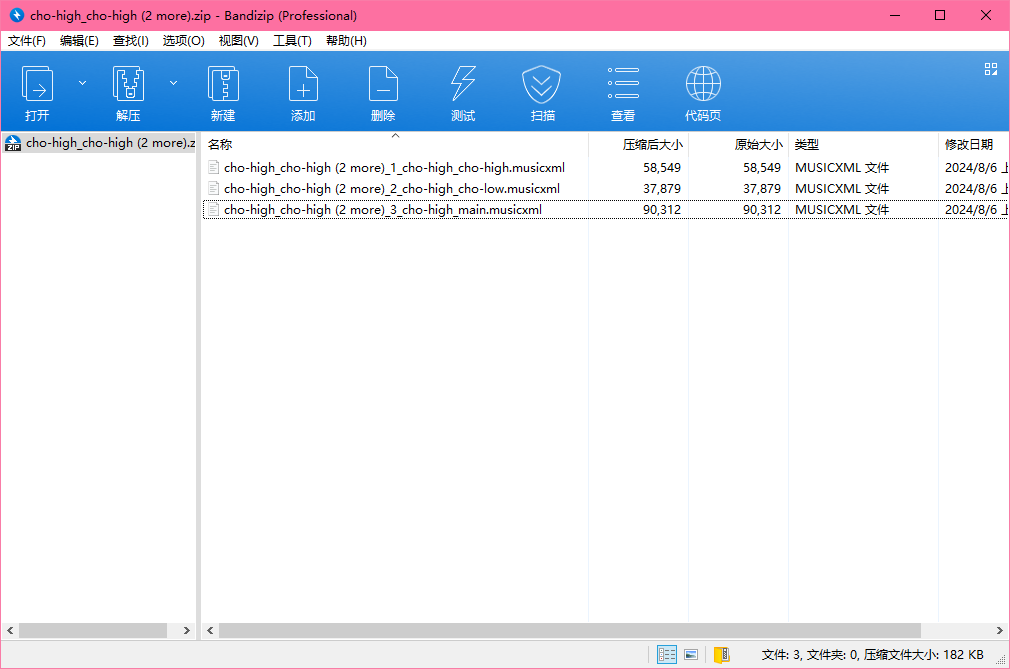 cho-high_cho-high (2 more).zip - Bandizip (Professional)
文件(F) 编辑(E) 查找(I) 选项(O) 视图(V) 工具(T) 帮助(H)
打开 解压 新建 添加 删除 测试 扫描 查看 代码页
cho-high_cho-high (2 more).z
名称 压缩后大小 原始大小 类型 修改日期
cho-high_cho-high (2 more)_1_cho-high_cho-high.musicxml 58,549 58,549 MUSICXML 文件 2024/8/6
cho-high_cho-high (2 more)_2_cho-high_cho-low.musicxml 37,879 37,879 MUSICXML 文件 2024/8/6
cho-high_cho-high (2 more)_3_cho-high_main.musicxml 90,312 90,312 MUSICXML 文件 2024/8/6
文件: 3, 文件夹: 0, 压缩文件大小: 182 KB